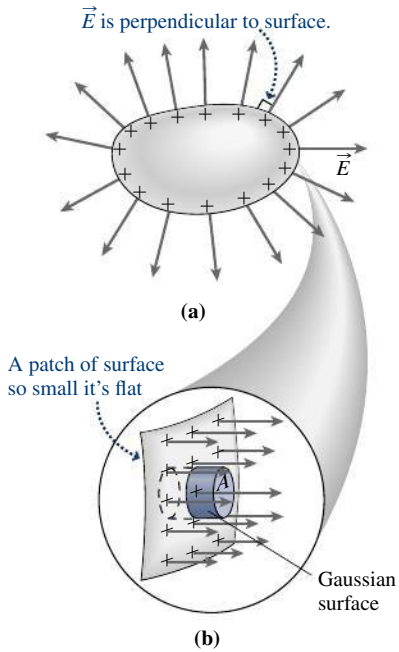 E is perpendicular to surface.
E
(a)
A patch of surface
so small it's flat
A
Gaussian
surface
(b)